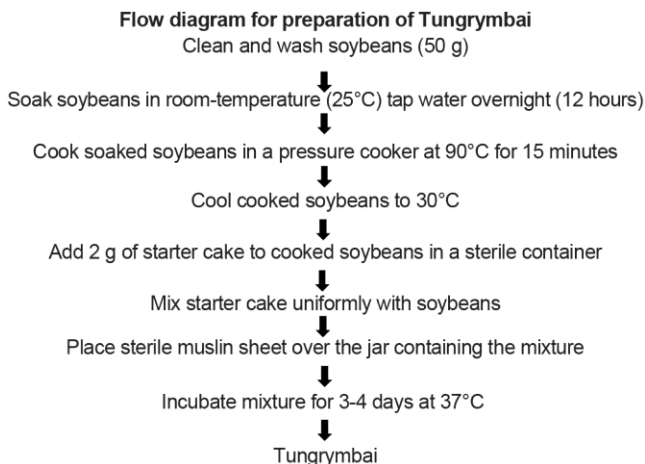 Flow diagram for preparation of Tungrymbai
Clean and wash soybeans (50 g)
Soak soybeans in room-temperature (25°C) tap water overnight (12 hours)
Cook soaked soybeans in a pressure cooker at 90°C for 15 minutes
Cool cooked soybeans to 30°C
Add 2 g of starter cake to cooked soybeans in a sterile container
Mix starter cake uniformly with soybeans
Place sterile muslin sheet over the jar containing the mixture
Incubate mixture for 3-4 days at 37°C
Tungrymbai